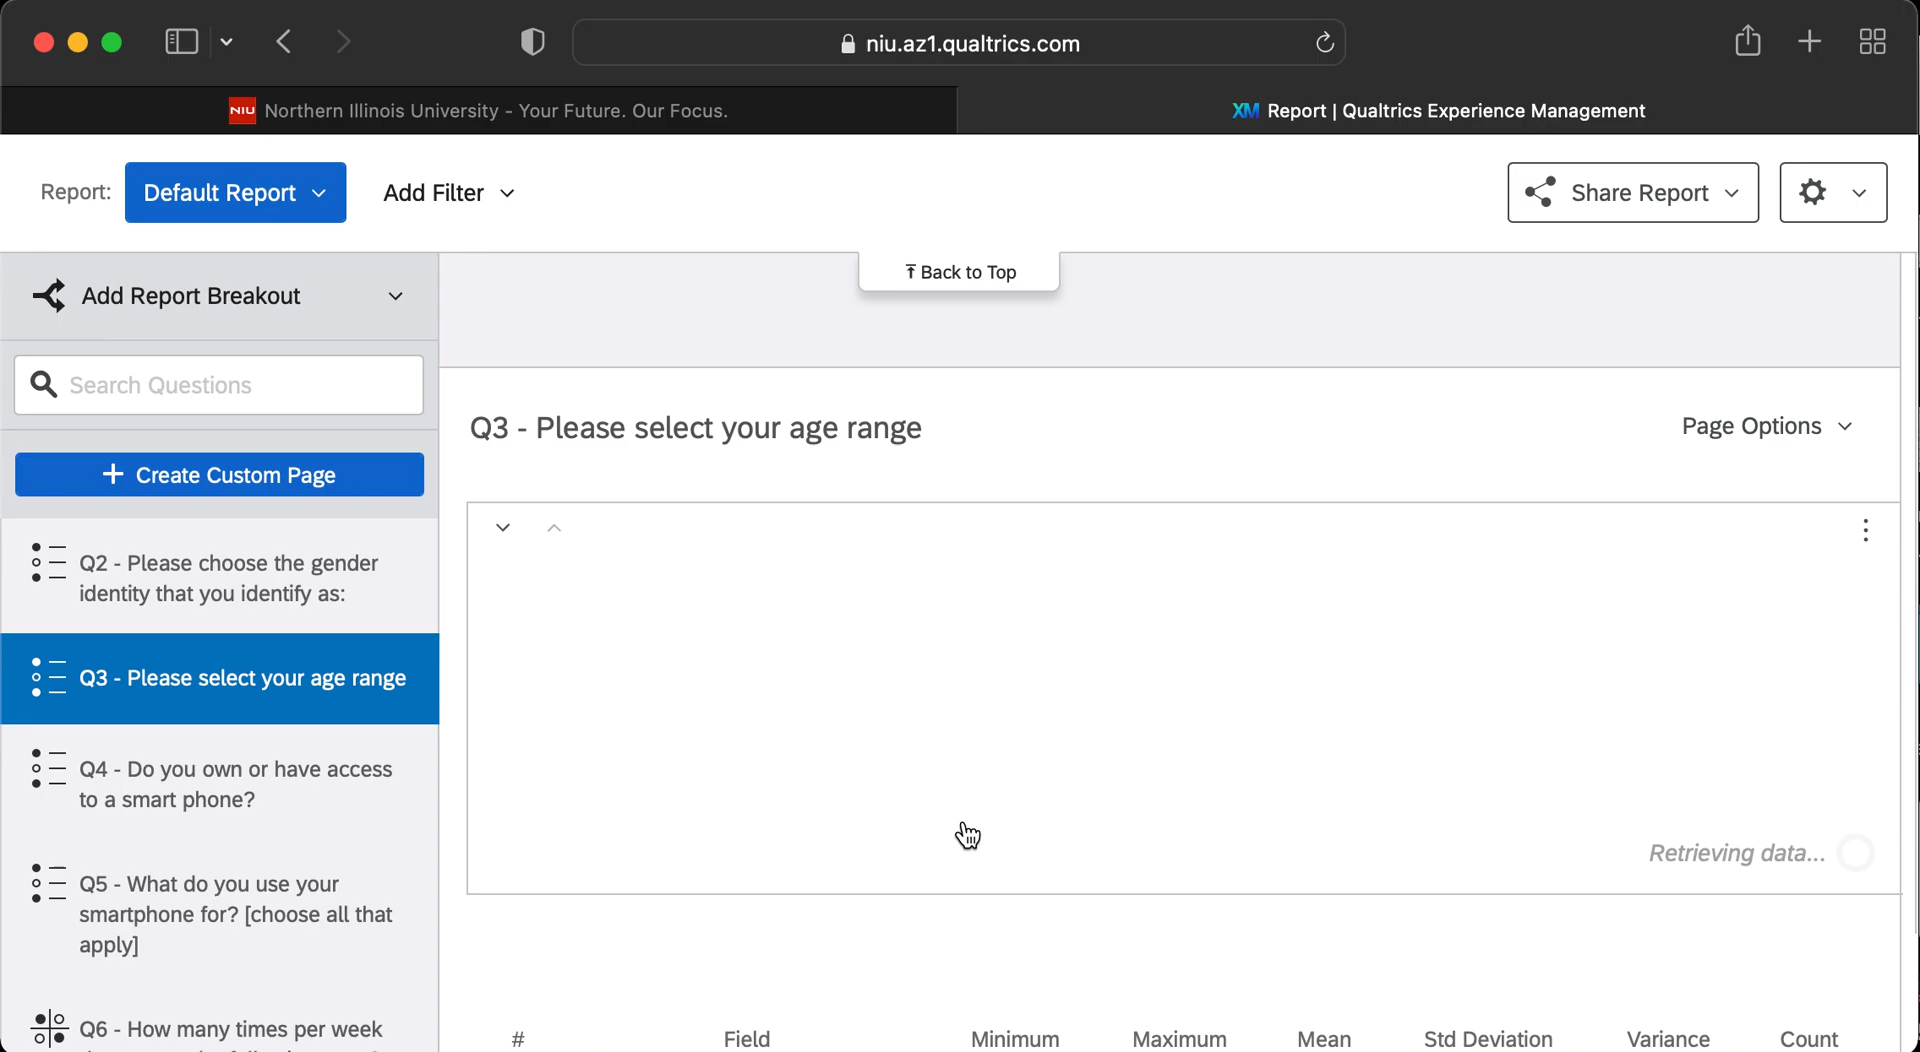 niu.az1.qualtrics.com
NIU Northern Illinois University - Your Future. Our Focus.
XM Report | Qualtrics Experience Management
Report: Default Report Add Filter Share Report
Add Report Breakout
Back to Top
Search Questions
Q3 - Please select your age range
Page Options
+ Create Custom Page
Q2 - Please choose the gender
identity that you identify as:
Q3 - Please select your age range
Q4 - Do you own or have access
to a smart phone?
Retrieving data...
Q5 - What do you use your
smartphone for? [choose all that
apply]
Q6 - How many times per week
# Field Minimum Maximum Mean Std Deviation Variance Count